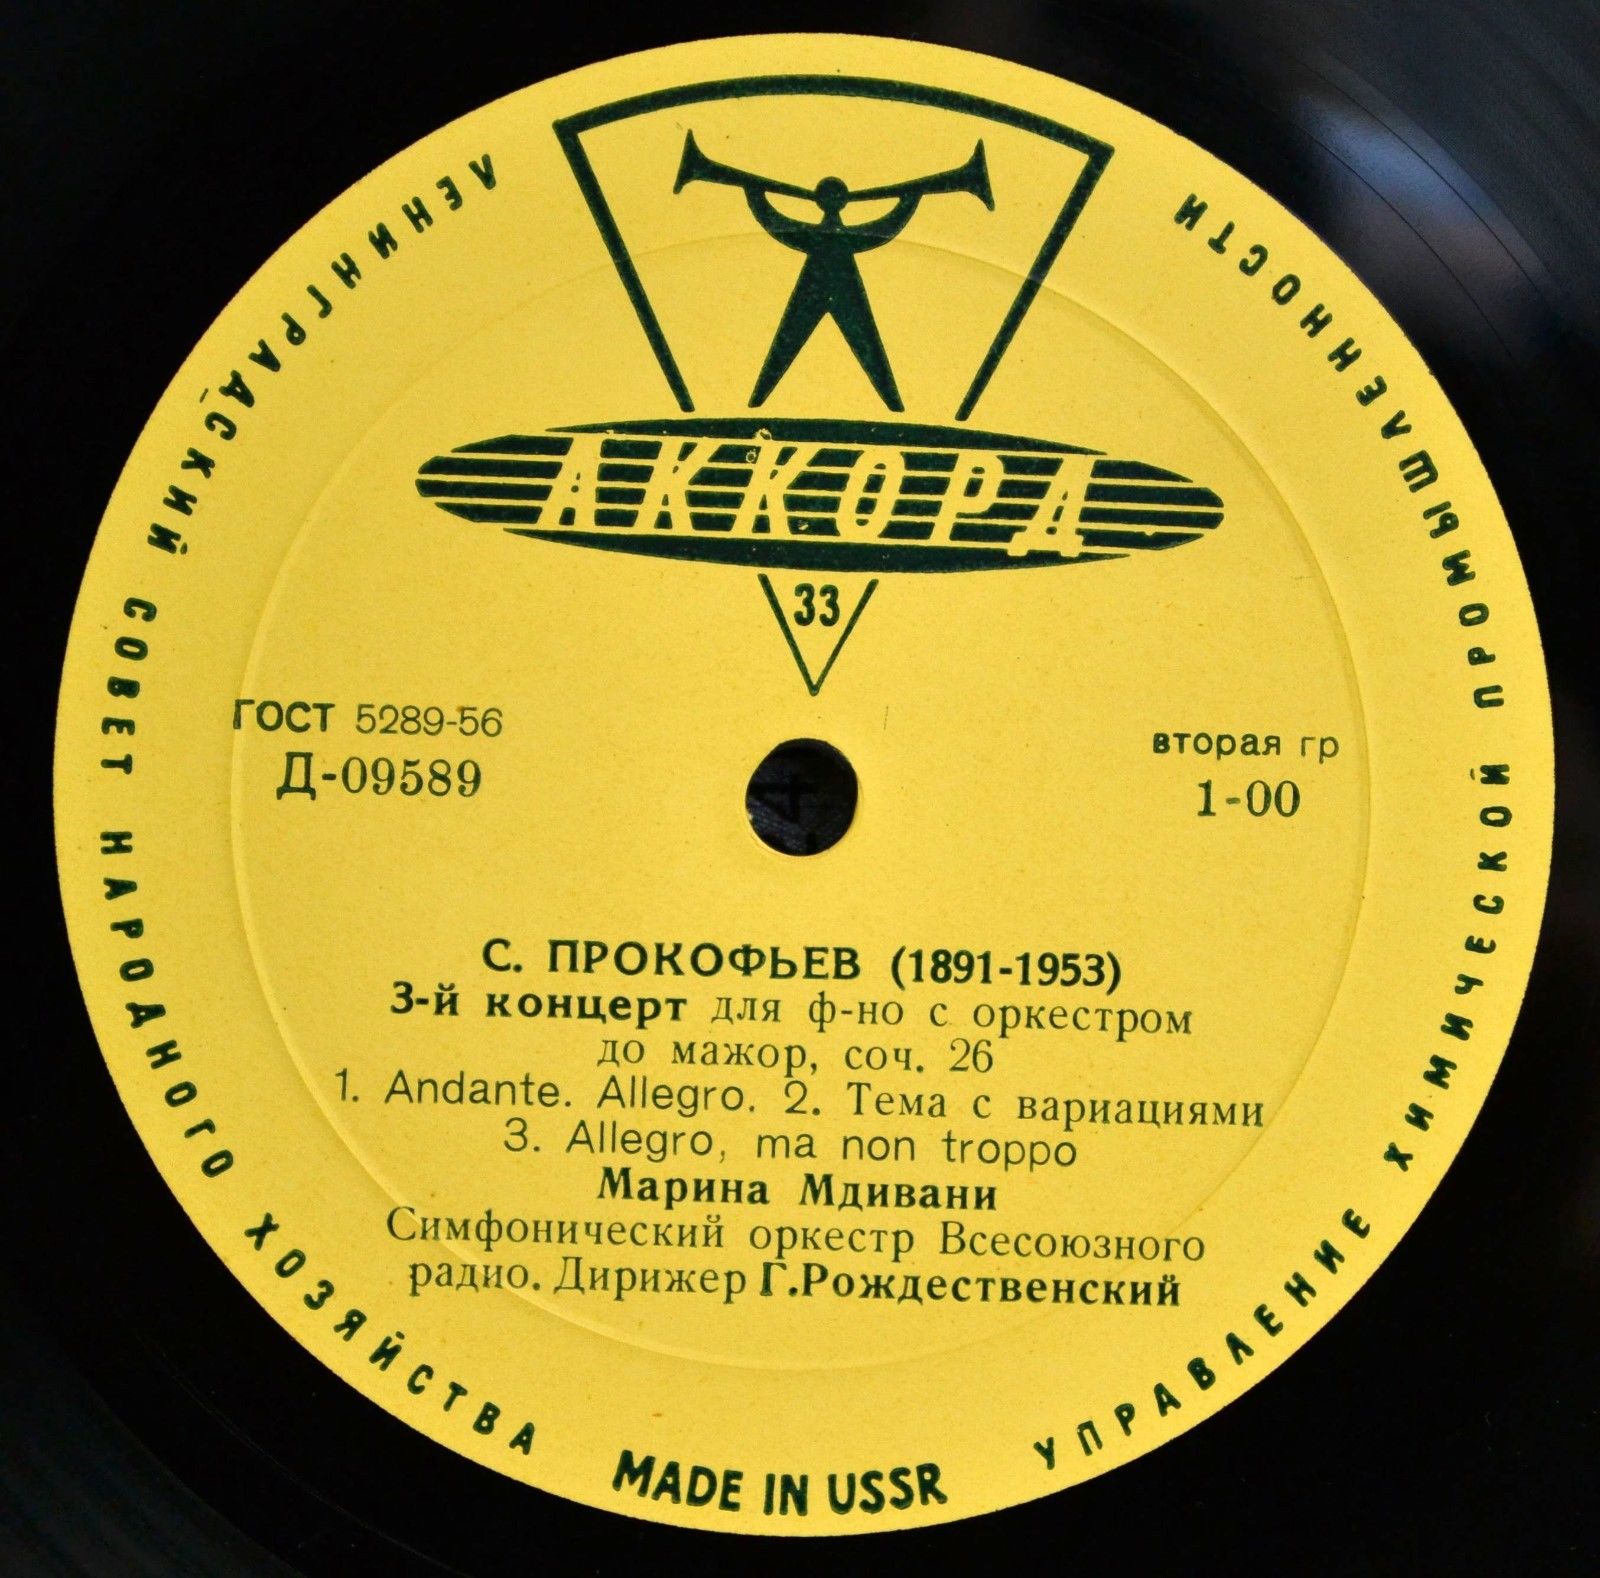 ЛЕНИНГРАДСКИЙ СОВЕТ НАРОДНОГО ХОЗЯЙСТВА
УПРАВЛЕНИЕ ХИМИЧЕСКОЙ ПРОМЫШЛЕННОСТИ
АККОРД
33
ГОСТ 5289-56
Д-09589
вторая гр
1-00
С. ПРОКОФЬЕВ (1891-1953)
3-й концерт для ф-но с оркестром
до мажор, соч. 26
1. Andante. Allegro. 2. Тема с вариациями
3. Allegro, ma non troppo
Марина Мдивани
Симфонический оркестр Всесоюзного
радио. Дирижер Г.Рождественский
MADE IN USSR